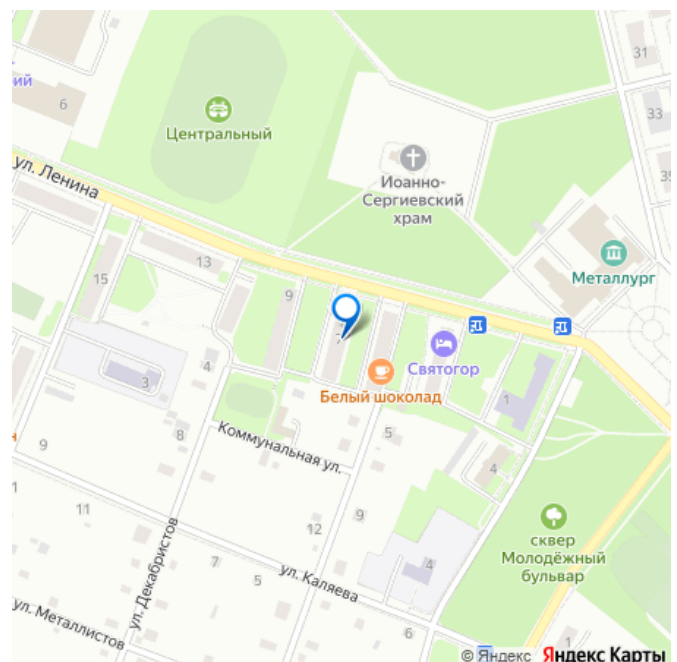 31
33
6
Центральный
Иоанно-
Сергиевский
храм
ул. Ленина
Металлург
15
13
9
3
4
Святогор
Белый шоколад
1
5
4
8
9
Коммунальная ул.
11
12
9
сквер
Молодёжный
бульвар
ул. Декабристов
7
5
4
ул. Каляева
ул. Металлистов
6
1
© Яндекс Яндекс Карты